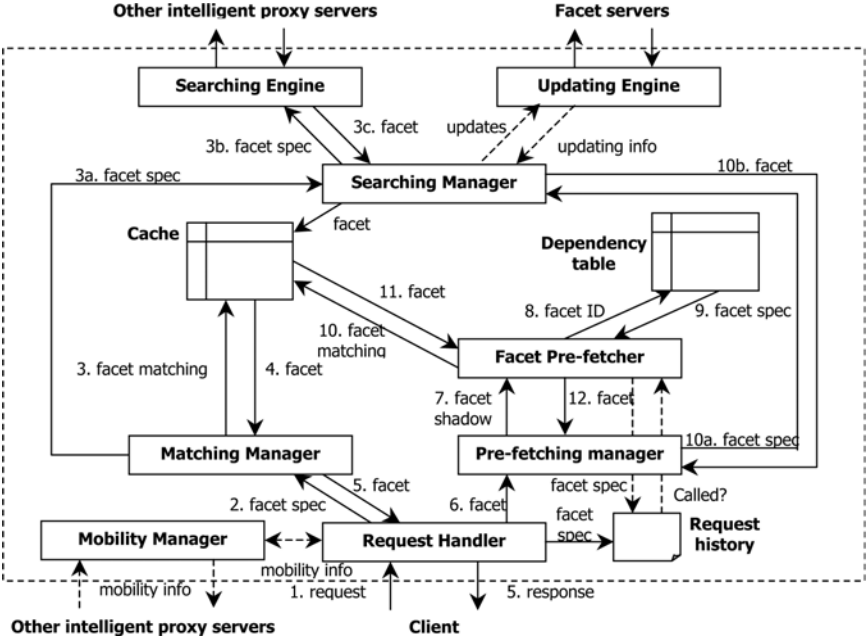 Other intelligent proxy servers
Facet servers
Searching Engine
Updating Engine
3c. facet
updates
3b. facet spec
updating info
3a. facet spec
10b. facet
Searching Manager
facet
Cache
Dependency
table
11. facet
8. facet ID
9. facet spec
10. facet
matching
Facet Pre-fetcher
3. facet matching
4. facet
7. facet
shadow
12. facet
Matching Manager
Pre-fetching manager
10a. facet spec
5. facet
2. facet spec
6. facet
facet spec
Called?
facet
spec
Request
history
Mobility Manager
Request Handler
mobility info
mobility info
1. request
5. response
Other intelligent proxy servers
Client